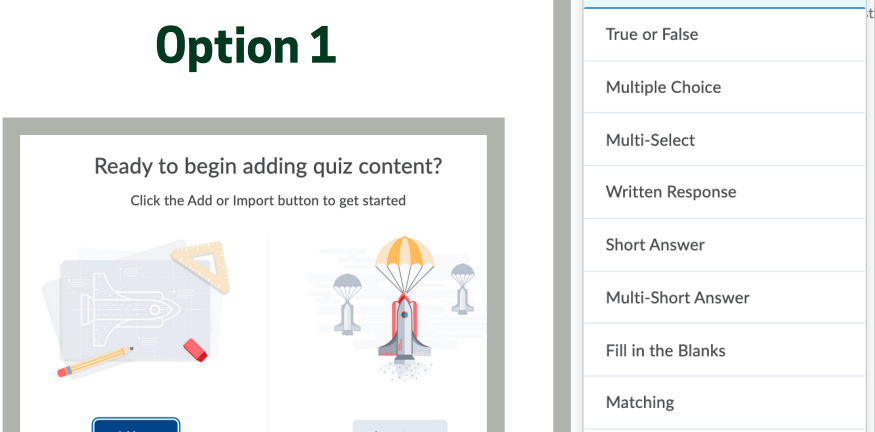 Option 1
Ready to begin adding quiz content?
Click the Add or Import button to get started
True or False
Multiple Choice
Multi-Select
Written Response
Short Answer
Multi-Short Answer
Fill in the Blanks
Matching